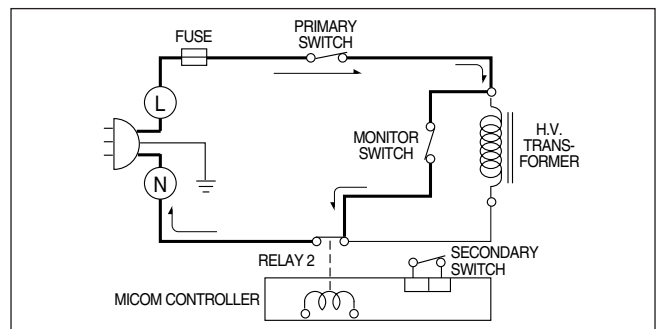 FUSE
PRIMARY
SWITCH
L
MONITOR
SWITCH
H.V.
TRANS-
FORMER
N
RELAY 2
SECONDARY
SWITCH
MICOM CONTROLLER